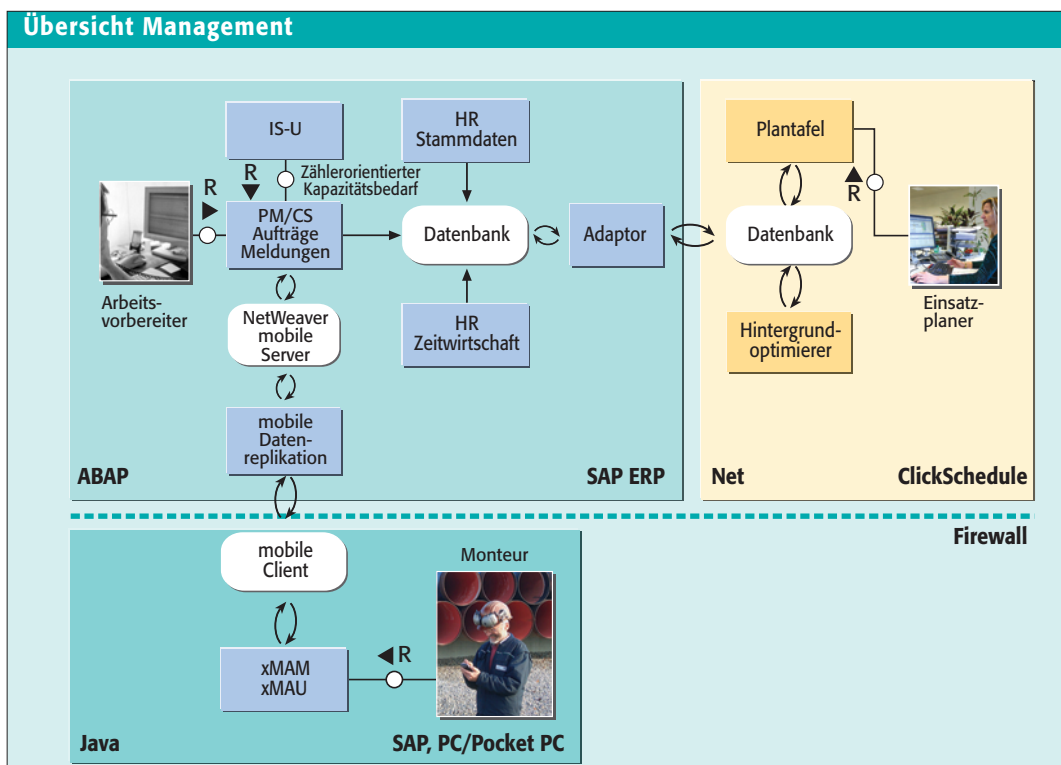 Übersicht Management
IS-U
HR
Stammdaten
Plantafel
R
R
Zählerorientierter
Kapazitätsbedarf
R
PM/CS
Aufträge
Meldungen
Datenbank
Adaptor
Datenbank
Arbeits-
vorbereiter
Einsatz-
planer
NetWeaver
mobile
Server
HR
Zeitwirtschaft
Hintergrund-
optimierer
mobile
Daten-
replikation
ABAP
SAP ERP
Net
ClickSchedule
Firewall
mobile
Client
Monteur
R
xMAM
xMAU
Java
SAP, PC/Pocket PC